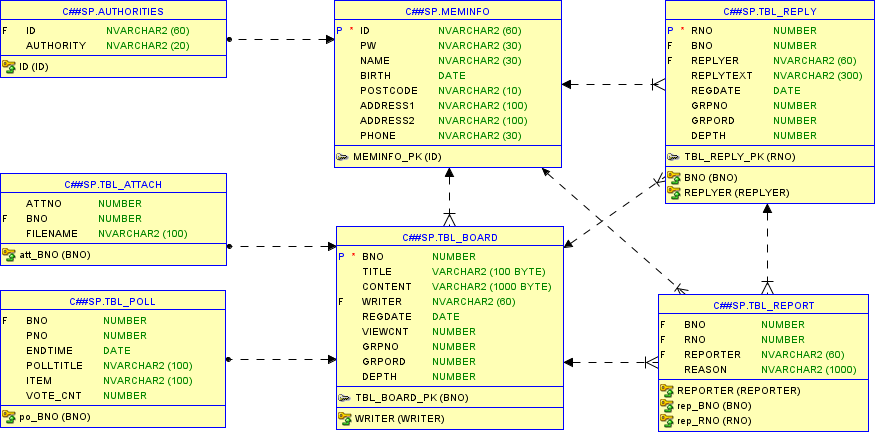 C##SP.AUTHORITIES
F ID NVARCHAR2 (60)
AUTHORITY NVARCHAR2 (20)
ID (ID)
C##SP.MEMINFO
P * ID NVARCHAR2 (60)
PW NVARCHAR2 (30)
NAME NVARCHAR2 (30)
BIRTH DATE
POSTCODE NVARCHAR2 (10)
ADDRESS1 NVARCHAR2 (100)
ADDRESS2 NVARCHAR2 (100)
PHONE NVARCHAR2 (30)
MEMINFO_PK (ID)
C##SP.TBL_REPLY
P * RNO NUMBER
F BNO NUMBER
F REPLYER NVARCHAR2 (60)
REPLYTEXT NVARCHAR2 (300)
REGDATE DATE
GRPNO NUMBER
GRPORD NUMBER
DEPTH NUMBER
TBL_REPLY_PK (RNO)
BNO (BNO)
REPLYER (REPLYER)
C##SP.TBL_ATTACH
ATTNO NUMBER
F BNO NUMBER
FILENAME NVARCHAR2 (100)
att_BNO (BNO)
C##SP.TBL_BOARD
P * BNO NUMBER
TITLE VARCHAR2 (100 BYTE)
CONTENT VARCHAR2 (1000 BYTE)
F WRITER NVARCHAR2 (60)
REGDATE DATE
VIEWCNT NUMBER
GRPNO NUMBER
GRPORD NUMBER
DEPTH NUMBER
TBL_BOARD_PK (BNO)
WRITER (WRITER)
C##SP.TBL_POLL
F BNO NUMBER
PNO NUMBER
ENDTIME DATE
POLLTITLE NVARCHAR2 (100)
ITEM NVARCHAR2 (100)
VOTE_CNT NUMBER
po_BNO (BNO)
C##SP.TBL_REPORT
F BNO NUMBER
F RNO NUMBER
F REPORTER NVARCHAR2 (60)
REASON NVARCHAR2 (1000)
REPORTER (REPORTER)
rep_BNO (BNO)
rep_RNO (RNO)